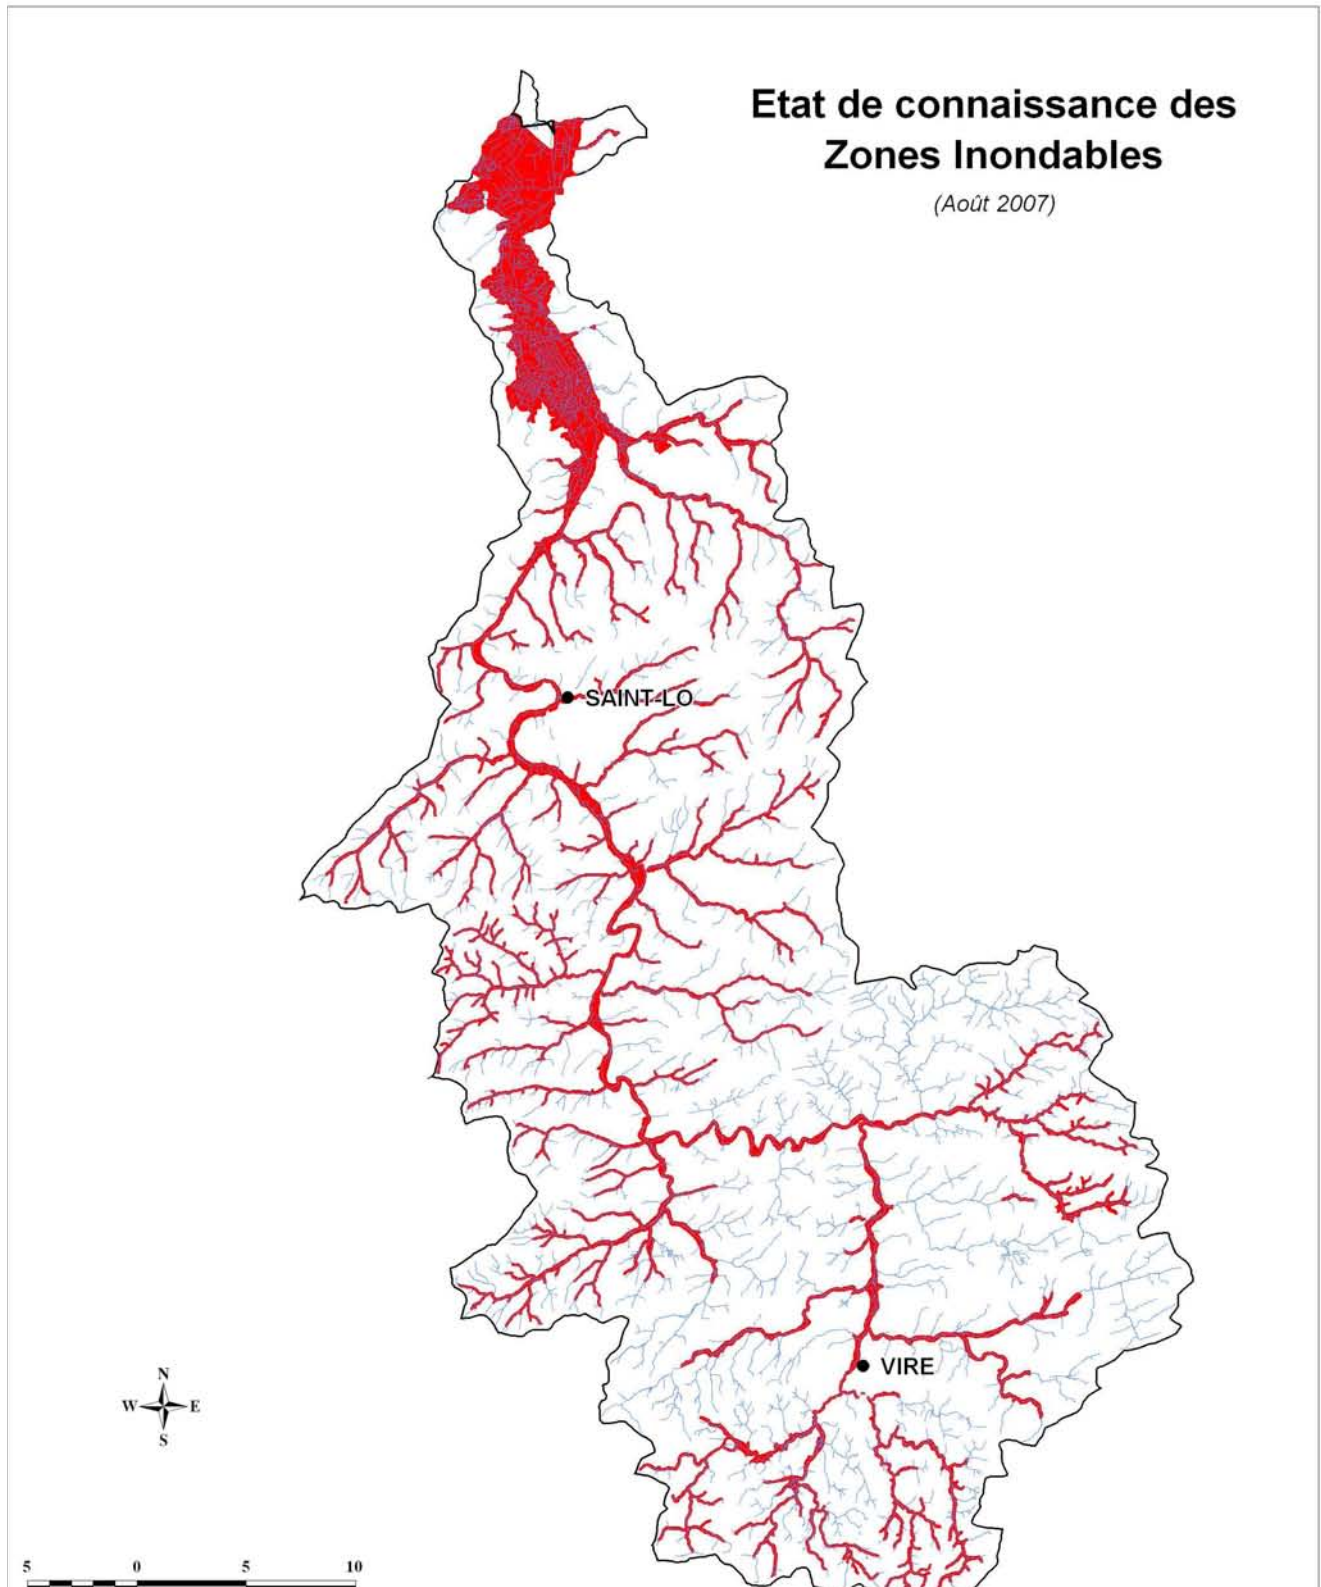 Etat de connaissance des
Zones Inondables
(Août 2007)
SAINT-LO
VIRE
N
W E
S
5 0 5 10